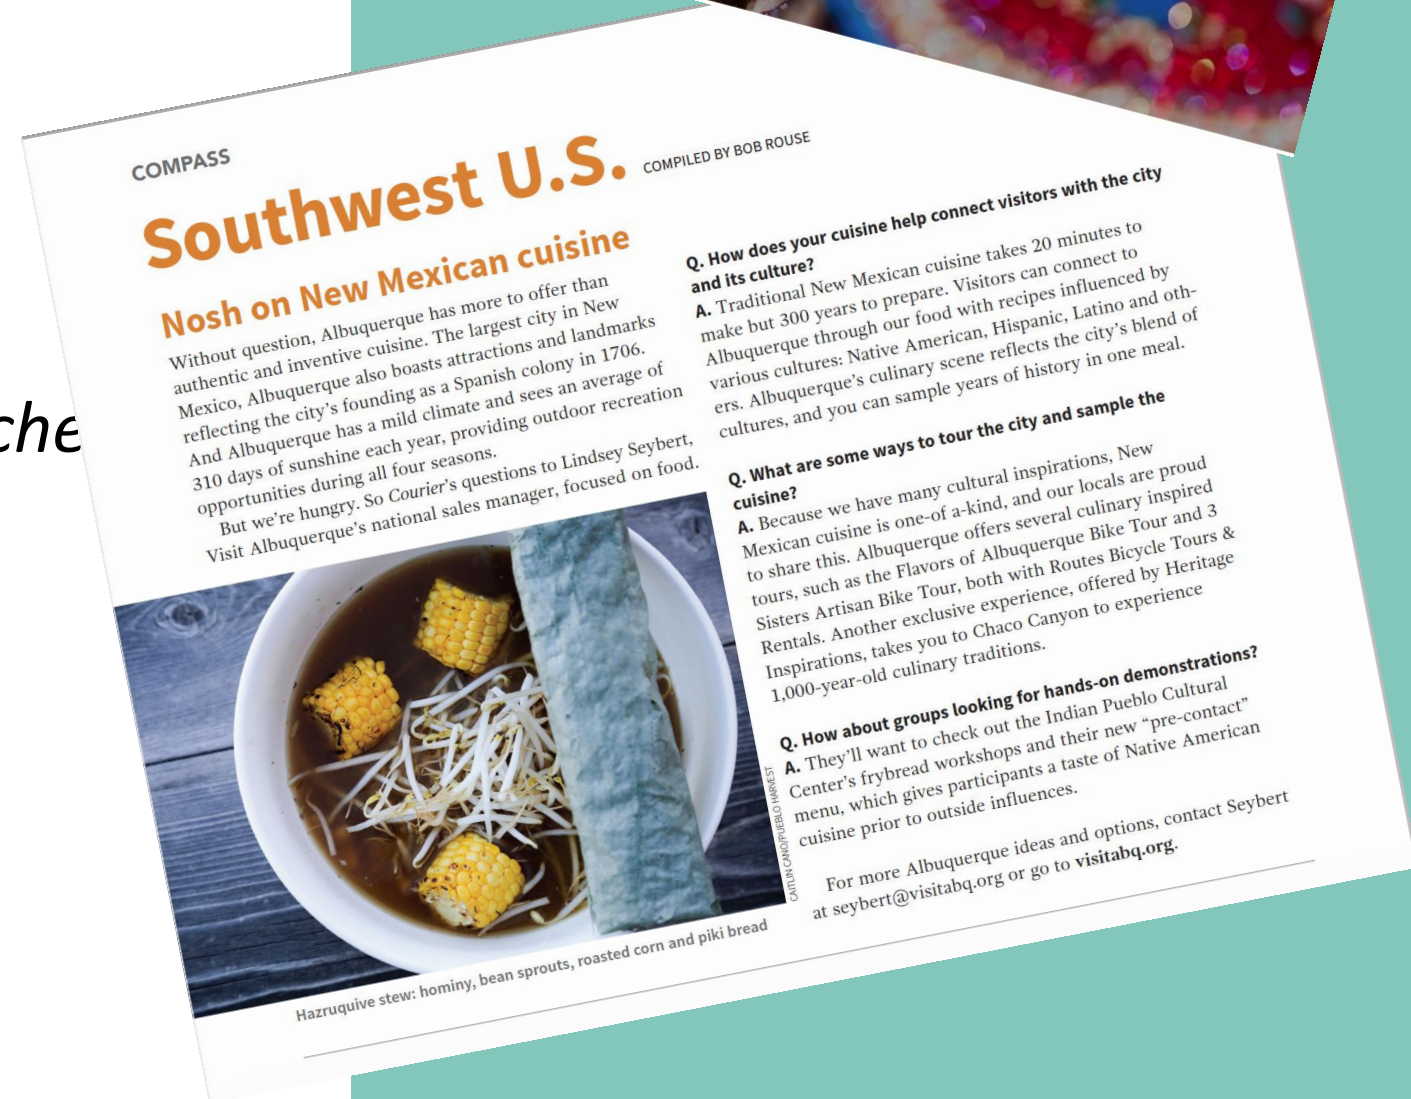 COMPASS
Southwest U.S. COMPILED BY BOB ROUSE
Nosh on New Mexican cuisine
Without question, Albuquerque has more to offer than
authentic and inventive cuisine. The largest city in New
Mexico, Albuquerque also boasts attractions and landmarks
reflecting the city's founding as a Spanish colony in 1706.
And Albuquerque has a mild climate and sees an average of
310 days of sunshine each year, providing outdoor recreation
opportunities during all four seasons.
But we're hungry. So Courier's questions to Lindsey Seybert,
Visit Albuquerque's national sales manager, focused on food.
CAITLIN CANO/PUEBLO HARVEST
Hazruquive stew: hominy, bean sprouts, roasted corn and piki bread
Q. How does your cuisine help connect visitors with the city
and its culture?
A. Traditional New Mexican cuisine takes 20 minutes to
make but 300 years to prepare. Visitors can connect to
Albuquerque through our food with recipes influenced by
various cultures: Native American, Hispanic, Latino and oth-
ers. Albuquerque's culinary scene reflects the city's blend of
cultures, and you can sample years of history in one meal.
Q. What are some ways to tour the city and sample the
cuisine?
A. Because we have many cultural inspirations, New
Mexican cuisine is one-of a-kind, and our locals are proud
to share this. Albuquerque offers several culinary inspired
tours, such as the Flavors of Albuquerque Bike Tour and 3
Sisters Artisan Bike Tour, both with Routes Bicycle Tours &
Rentals. Another exclusive experience, offered by Heritage
Inspirations, takes you to Chaco Canyon to experience
1,000-year-old culinary traditions.
Q. How about groups looking for hands-on demonstrations?
A. They'll want to check out the Indian Pueblo Cultural
Center's frybread workshops and their new "pre-contact"
menu, which gives participants a taste of Native American
cuisine prior to outside influences.
For more Albuquerque ideas and options, contact Seybert
at seybert@visitabq.org or go to visitabq.org.
che